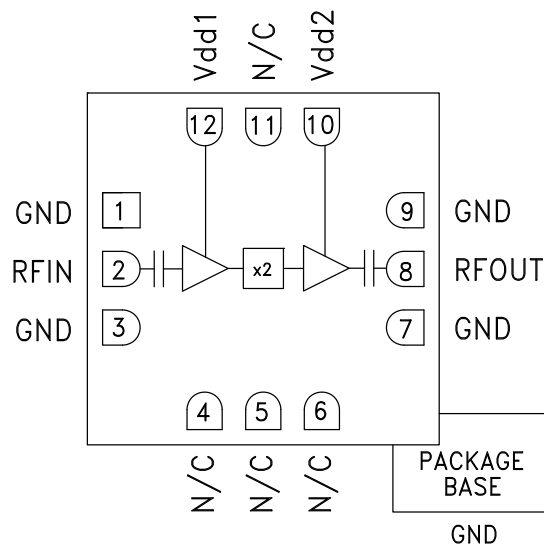 Vdd1 N/C Vdd2
12 11 10
GND 1 9 GND
RFIN 2 x2 8 RFOUT
GND 3 7 GND
4 5 6
N/C N/C N/C
PACKAGE
BASE
GND